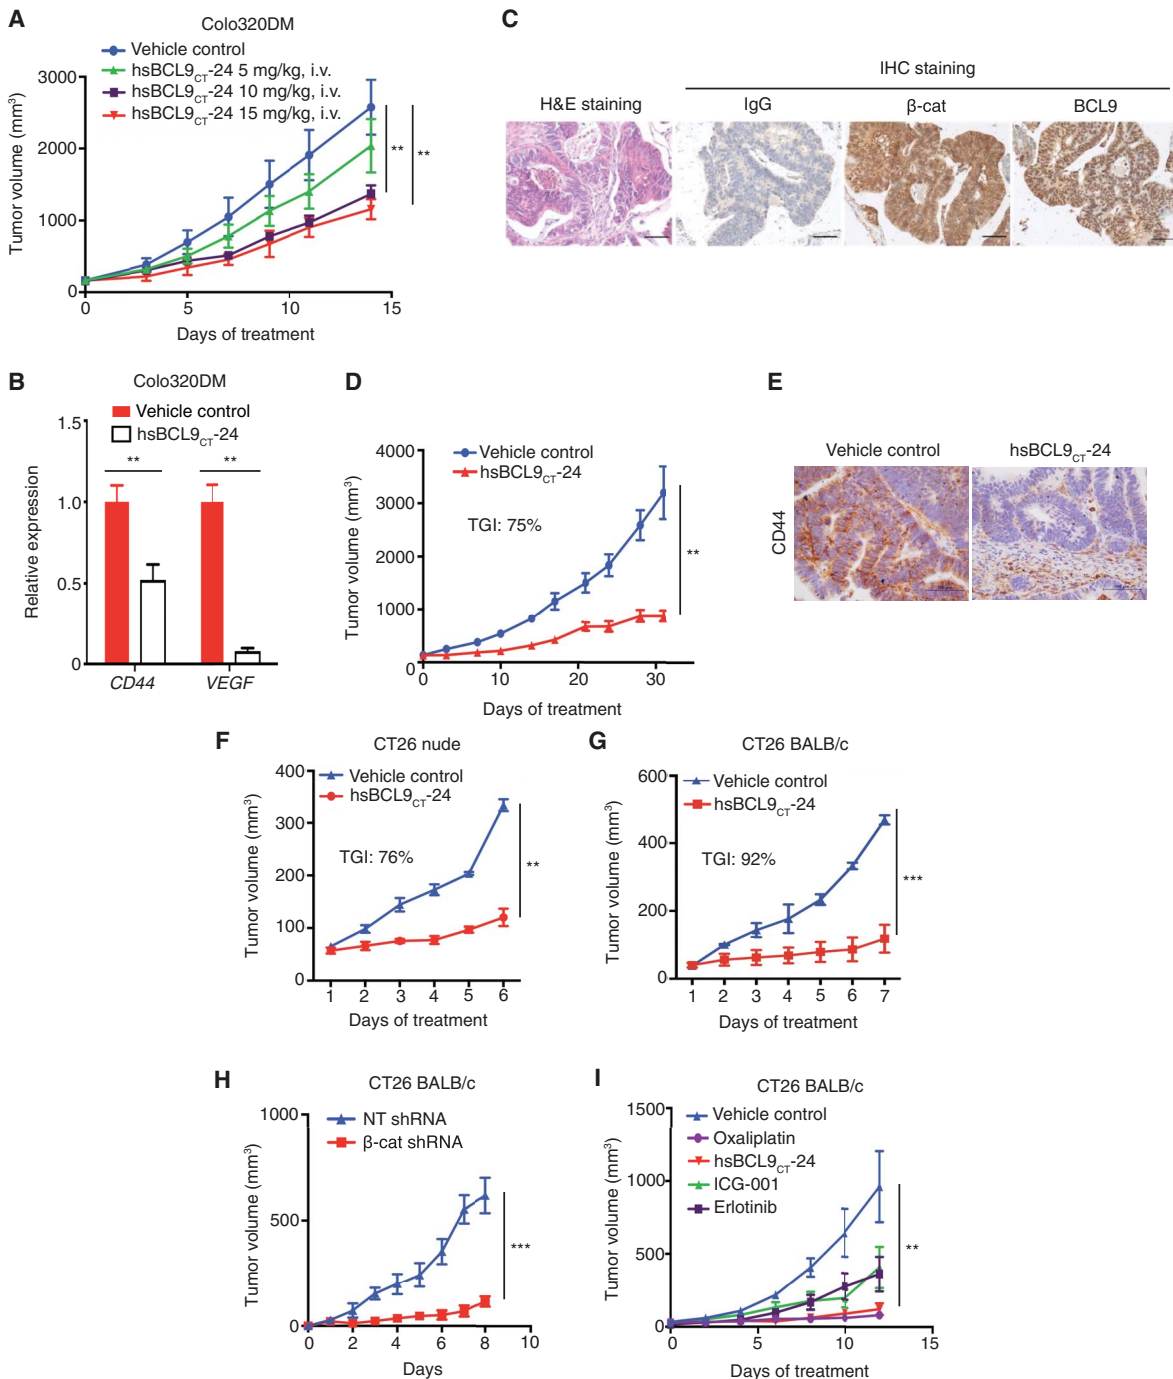 A
Colo320DM
Vehicle control
hsBCL9CT-24 5 mg/kg, i.v.
hsBCL9CT-24 10 mg/kg, i.v.
hsBCL9CT-24 15 mg/kg, i.v.
Tumor volume (mm3)
3000
2000
1000
0
** **
0 5 10 15
Days of treatment
C
IHC staining
H&E staining IgG β-cat BCL9
B
Colo320DM
Vehicle control
hsBCL9CT-24
Relative expression
1.5
1.0
0.5
0
** **
CD44 VEGF
D
Vehicle control
hsBCL9CT-24
TGI: 75%
Tumor volume (mm3)
4000
3000
2000
1000
0
**
0 10 20 30
Days of treatment
E
Vehicle control hsBCL9CT-24
CD44
F
CT26 nude
Vehicle control
hsBCL9CT-24
TGI: 76%
Tumor volume (mm3)
400
300
200
100
0
**
1 2 3 4 5 6
Days of treatment
G
CT26 BALB/c
Vehicle control
hsBCL9CT-24
TGI: 92%
Tumor volume (mm3)
600
400
200
0
***
1 2 3 4 5 6 7
Days of treatment
H
CT26 BALB/c
NT shRNA
β-cat shRNA
Tumor volume (mm3)
1000
500
0
***
0 2 4 6 8 10
Days
I
CT26 BALB/c
Vehicle control
Oxaliplatin
hsBCL9CT-24
ICG-001
Erlotinib
Tumor volume (mm3)
1500
1000
500
0
**
0 5 10 15
Days of treatment